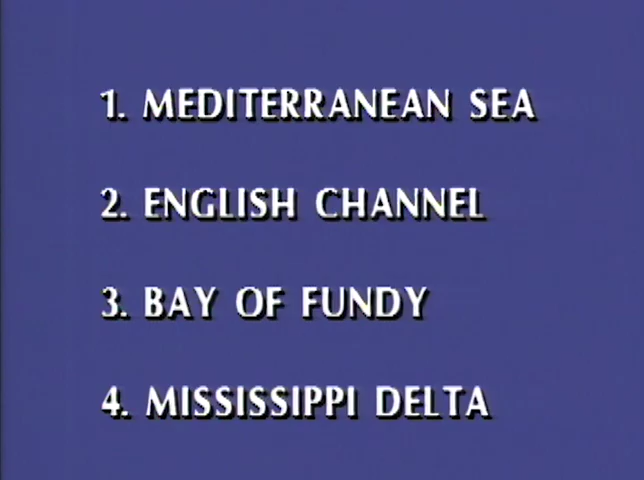 1. MEDITERRANEAN SEA
2. ENGLISH CHANNEL
3. BAY OF FUNDY
4. MISSISSIPPI DELTA